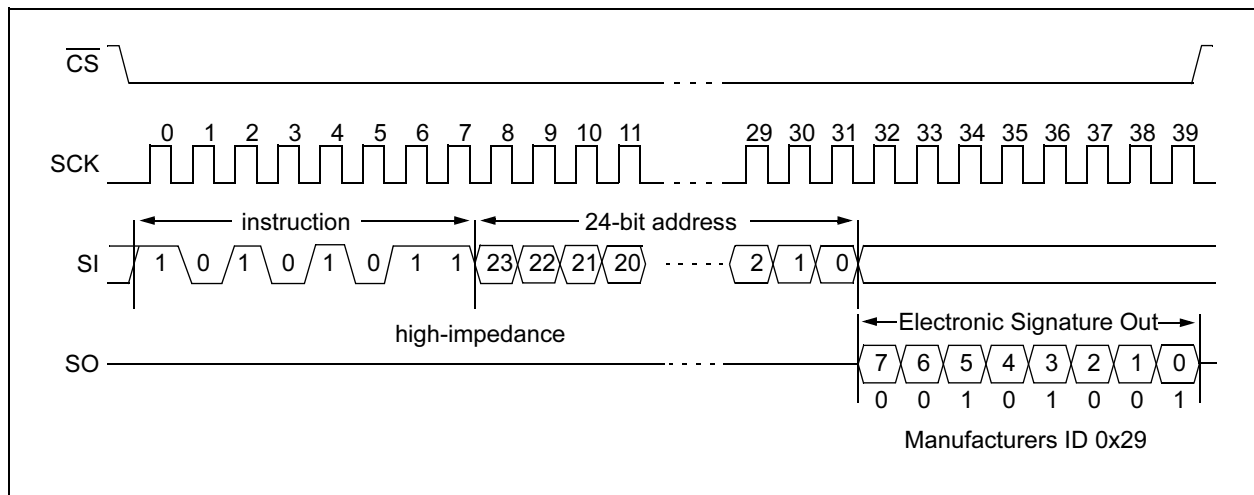 CS
0 1 2 3 4 5 6 7 8 9 10 11 29 30 31 32 33 34 35 36 37 38 39
SCK
instruction 24-bit address
SI 1 0 1 0 1 0 1 1 23 22 21 20 2 1 0
high-impedance Electronic Signature Out
SO 7 6 5 4 3 2 1 0
0 0 1 0 1 0 0 1
Manufacturers ID 0x29